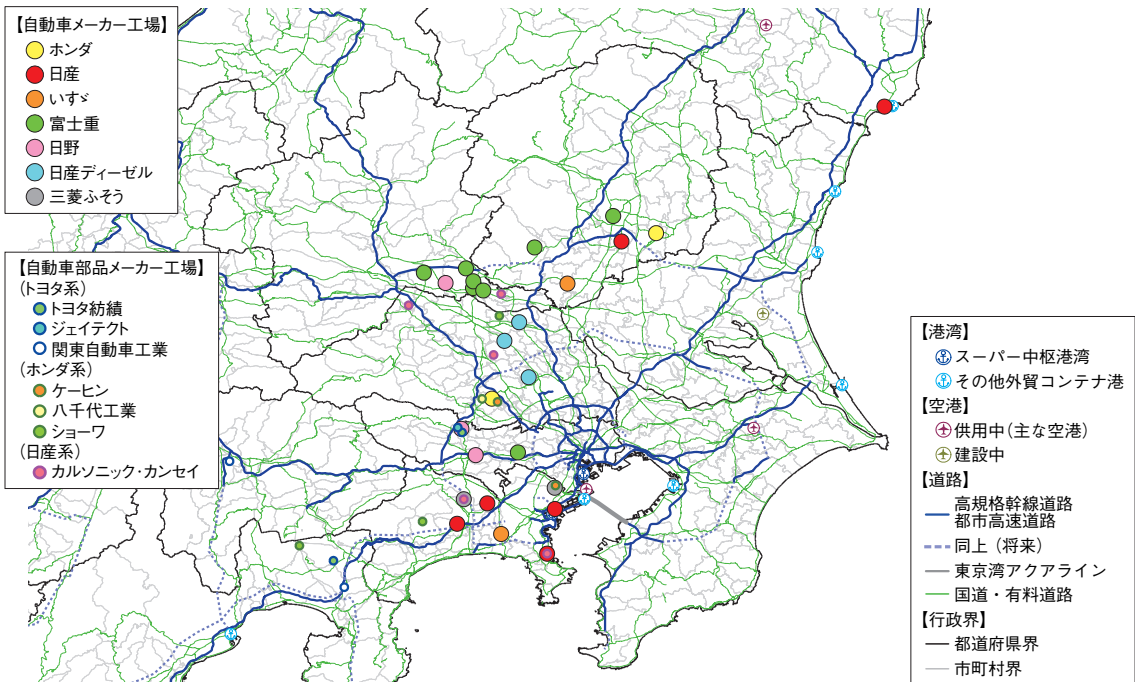 【自動車メーカー工場】
ホンダ
日産
いすゞ
富士重
日野
日産ディーゼル
三菱ふそう
【自動車部品メーカー工場】
(トヨタ系)
トヨタ紡績
ジェイテクト
関東自動車工業
(ホンダ系)
ケーヒン
八千代工業
ショーワ
(日産系)
カルソニック・カンセイ
【港湾】
スーパー中枢港湾
その他外貿コンテナ港
【空港】
供用中(主な空港)
建設中
【道路】
高規格幹線道路
都市高速道路
同上（将来）
東京湾アクアライン
国道・有料道路
【行政界】
都道府県界
市町村界